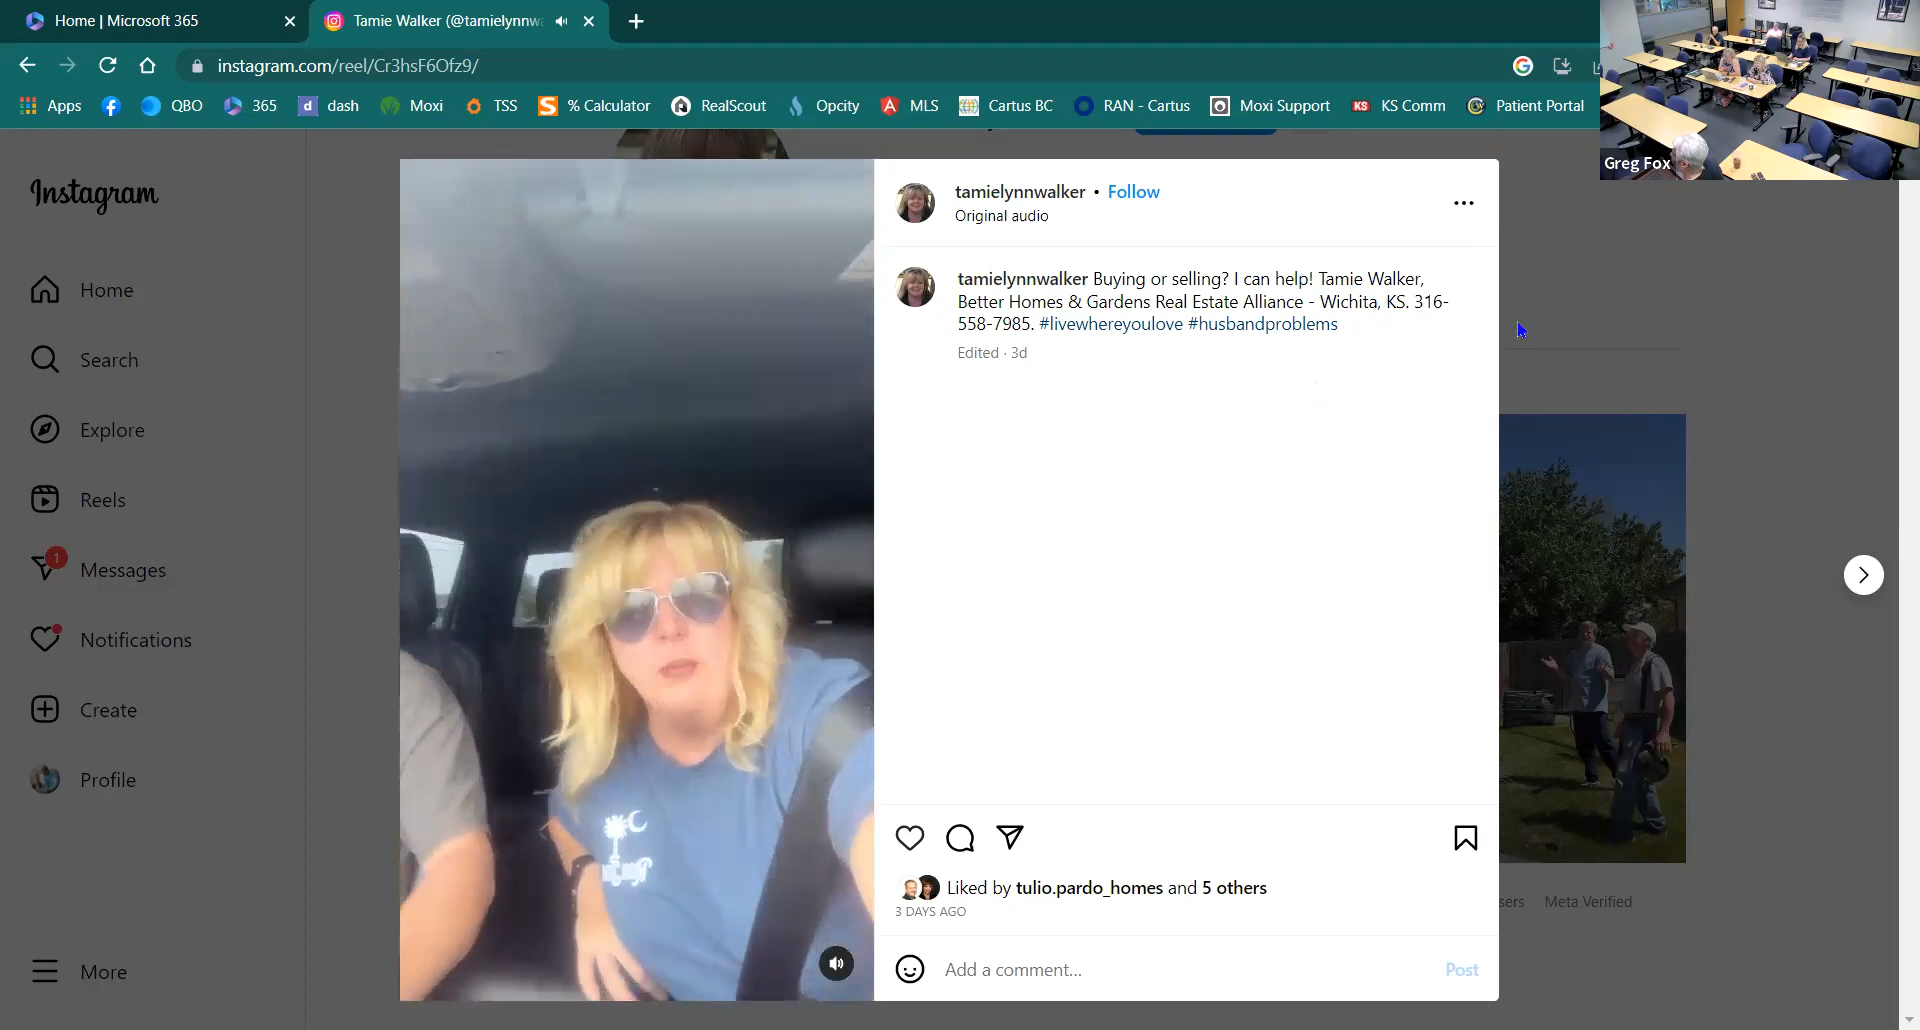 Home | Microsoft 365
Tamie Walker (@tamielynnwa
instagram.com/reel/Cr3hsF6Ofz9/
Apps
QBO
365
dash
Moxi
TSS
% Calculator
RealScout
Opcity
MLS
Cartus BC
RAN - Cartus
Moxi Support
KS Comm
Patient Portal
Greg Fox
Instagram
Home
Search
Explore
Reels
1
Messages
Notifications
Create
Profile
More
tamielynnwalker • Follow
Original audio
tamielynnwalker Buying or selling? I can help! Tamie Walker,
Better Homes & Gardens Real Estate Alliance - Wichita, KS. 316-
558-7985. #livewhereyoulove #husbandproblems
Edited · 3d
Liked by tulio.pardo_homes and 5 others
3 DAYS AGO
Add a comment...
Post
sers
Meta Verified